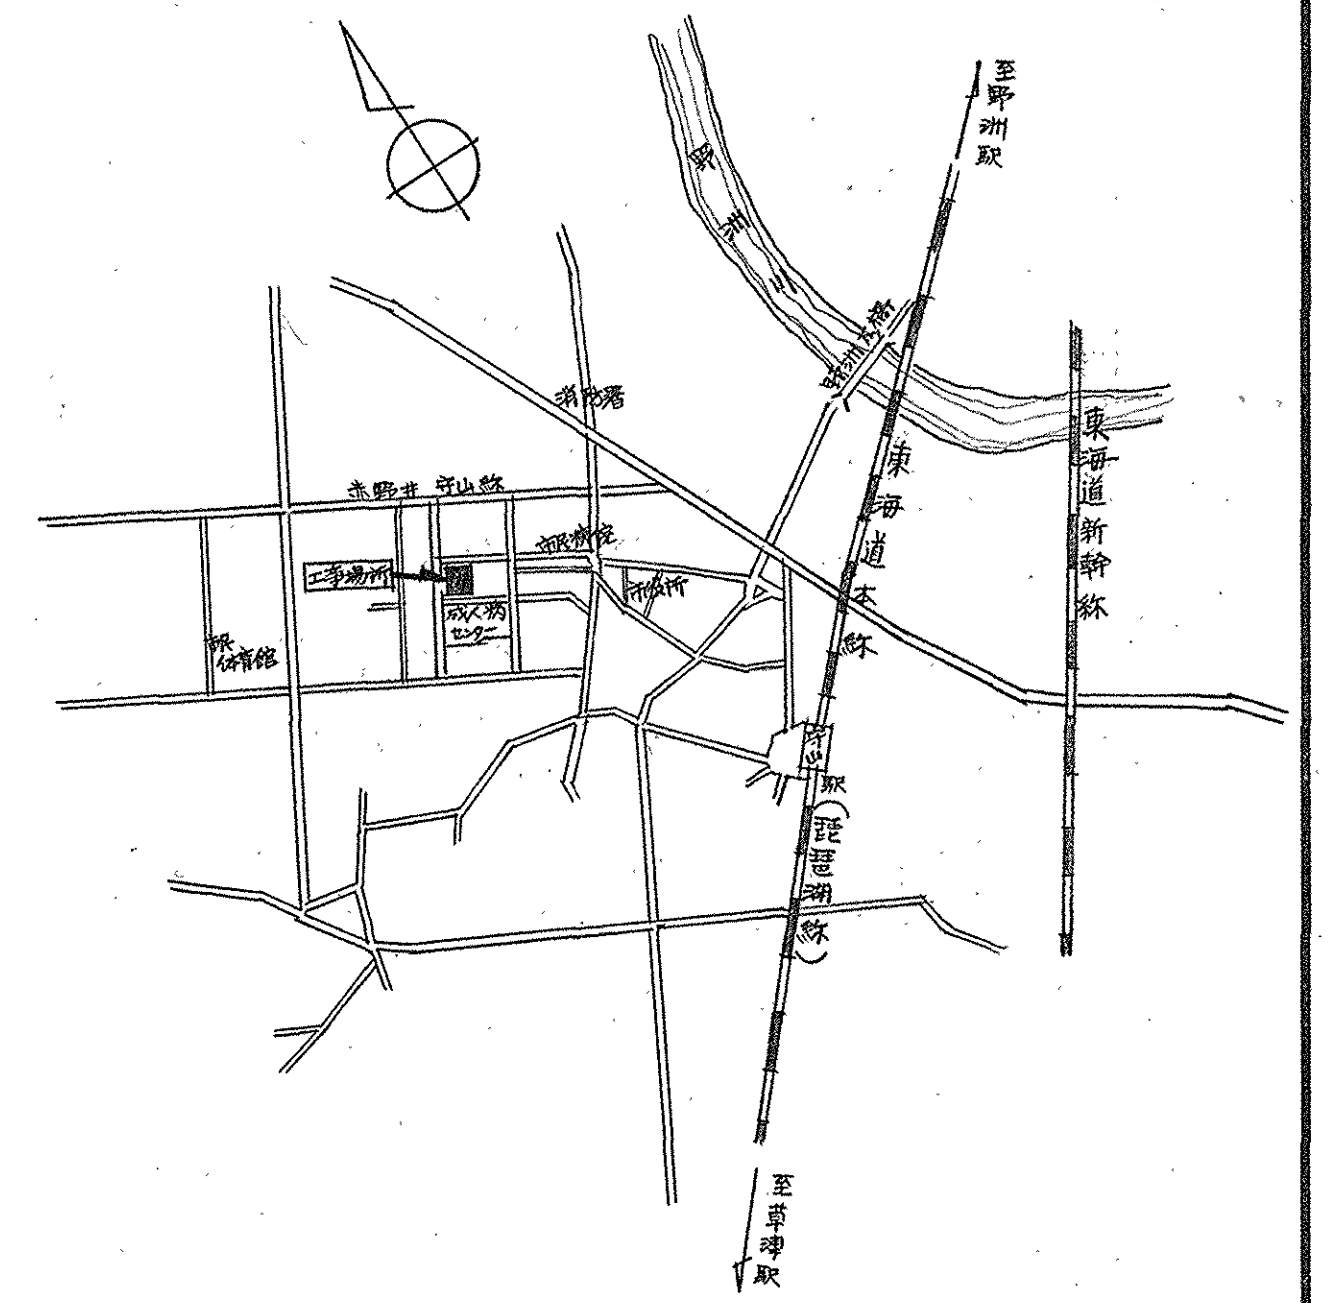 至野洲駅
野洲川
野洲大橋
消防署
東海道新幹線
東海道本線
赤野井守山線
市民病院
工事場所
市役所
成人病
センター
市民
体育館
守山
駅
(琵琶湖線)
至草津駅